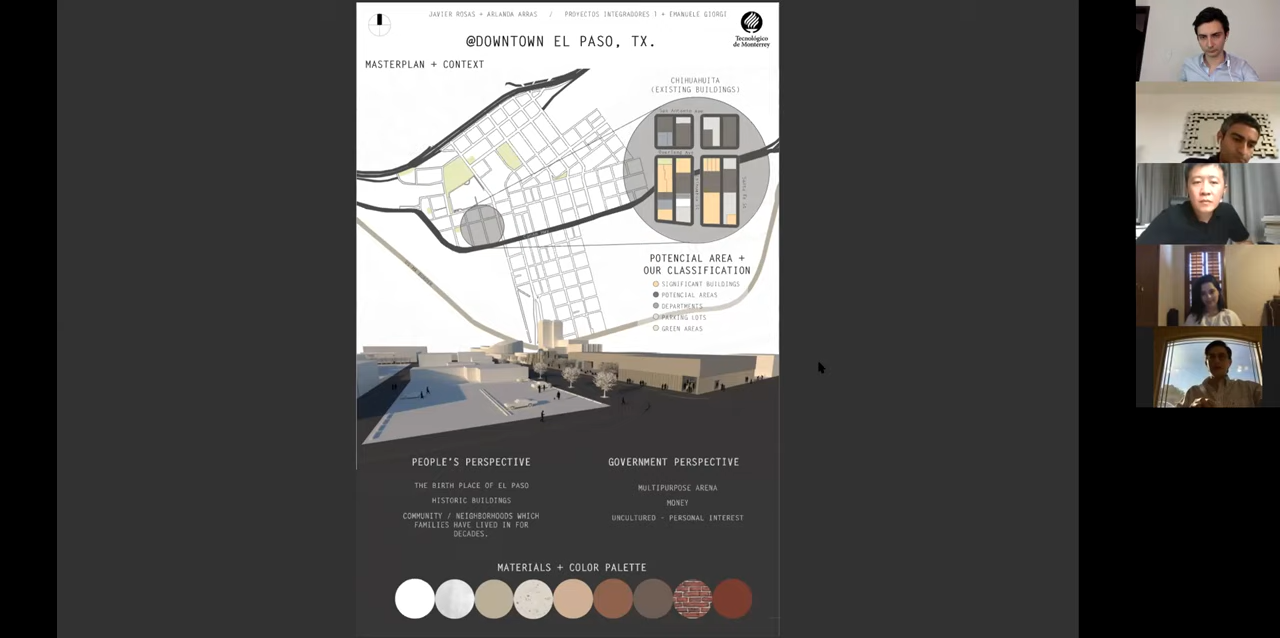 JAVIER ROSAS + ARLANDA ARRAS / PROYECTOS INTEGRADORES 1 + EMANUELE GIORGI
Tecnológico
de Monterrey
@DOWNTOWN EL PASO, TX.
MASTERPLAN + CONTEXT
CHIHUAHUITA
(EXISTING BUILDINGS)
POTENCIAL AREA +
OUR CLASSIFICATION
SIGNIFICANT BUILDINGS
POTENCIAL AREAS
DEPARTMENTS
PARKING LOTS
GREEN AREAS
PEOPLE'S PERSPECTIVE
THE BIRTH PLACE OF EL PASO
HISTORIC BUILDINGS
COMMUNITY / NEIGHBORHOODS WHICH
FAMILIES HAVE LIVED IN FOR
DECADES.
GOVERNMENT PERSPECTIVE
MULTIPURPOSE ARENA
MONEY
UNCULTURED - PERSONAL INTEREST
MATERIALS + COLOR PALETTE